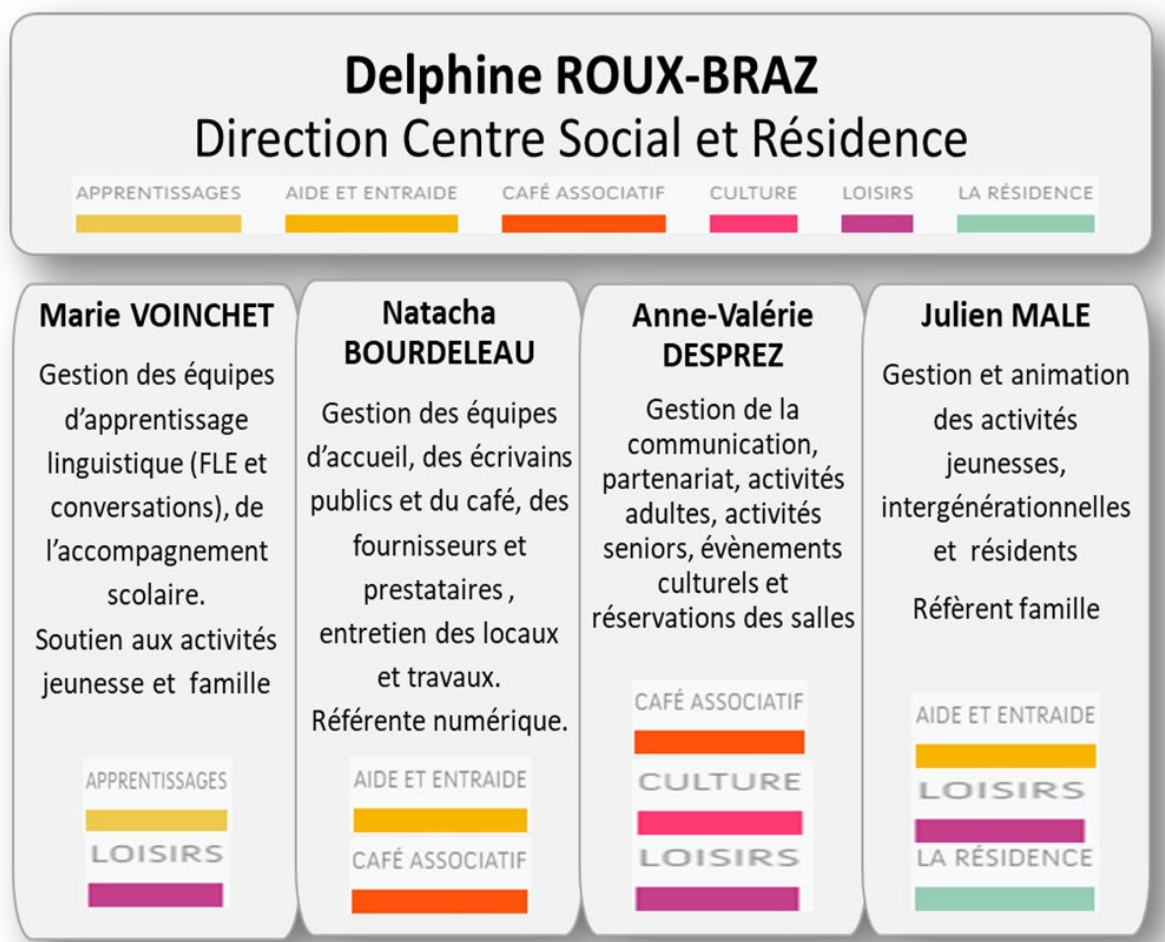 Delphine ROUX-BRAZ
Direction Centre Social et Résidence
APPRENTISSAGES AIDE ET ENTRAIDE CAFÉ ASSOCIATIF CULTURE LOISIRS LA RÉSIDENCE
Marie VOINCHET
Gestion des équipes
d’apprentissage
linguistique (FLE et
conversations), de
l’accompagnement
scolaire.
Soutien aux activités
jeunesse et famille
APPRENTISSAGES
LOISIRS
Natacha
BOURDELEAU
Gestion des équipes
d’accueil, des écrivains
publics et du café, des
fournisseurs et
prestataires ,
entretien des locaux
et travaux.
Référente numérique.
AIDE ET ENTRAIDE
CAFÉ ASSOCIATIF
Anne-Valérie
DESPREZ
Gestion de la
communication,
partenariat, activités
adultes, activités
seniors, évènements
culturels et
réservations des salles
CAFÉ ASSOCIATIF
CULTURE
LOISIRS
Julien MALE
Gestion et animation
des activités
jeunesses,
intergénérationnelles
et résidents
Réfèrent famille
AIDE ET ENTRAIDE
LOISIRS
LA RÉSIDENCE